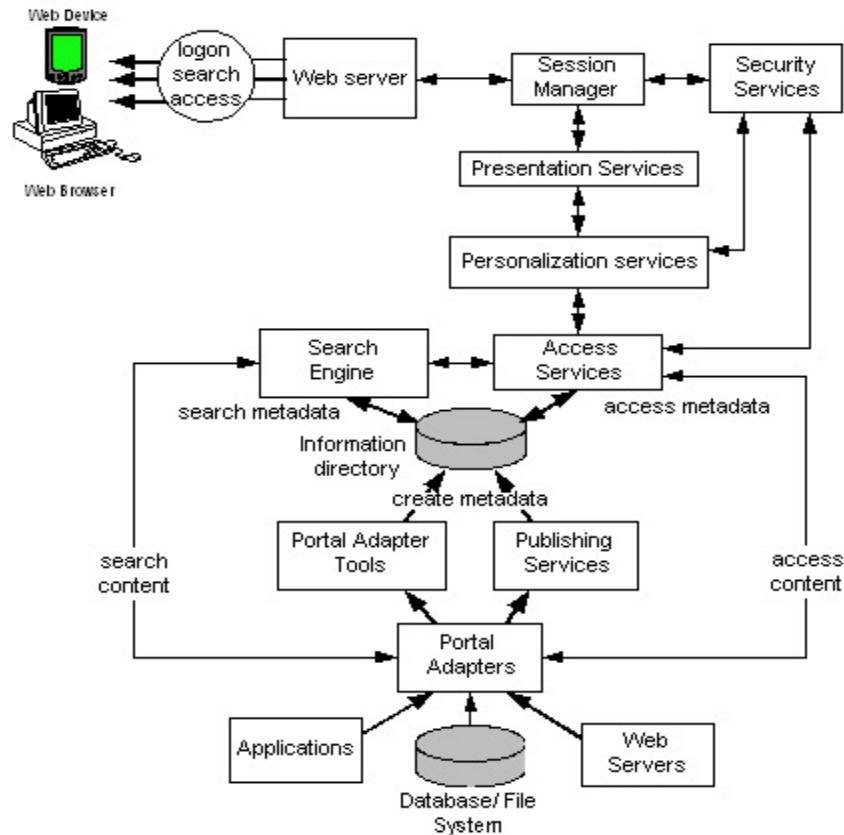 Web Device
logon
search
access
Web server
Session
Manager
Security
Services
Web Browser
Presentation Services
Personalization services
Search
Engine
Access
Services
search metadata
access metadata
Information
directory
create metadata
Portal Adapter
Tools
Publishing
Services
search
content
access
content
Portal
Adapters
Applications
Web
Servers
Database/ File
System